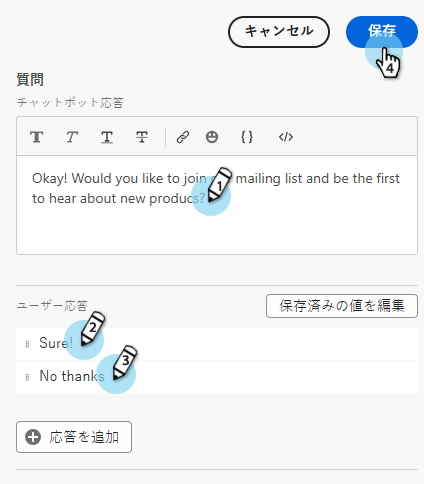 キャンセル 保存
4
質問
チャットボット応答
T T T T { } </>
Okay! Would you like to join mailing list and be the first
1
to hear about new producs?
ユーザー応答 保存済みの値を編集
2
Sure!
3
No thanks
応答を追加